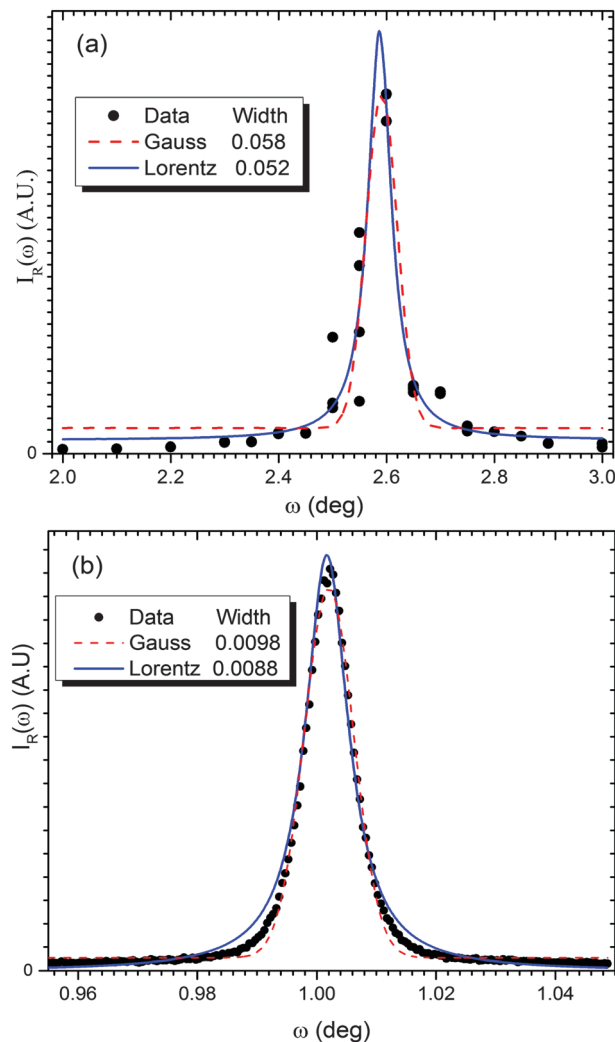 (a)
Data Width
Gauss 0.058
Lorentz 0.052
I_R(ω) (A.U.)
0
2.0 2.2 2.4 2.6 2.8 3.0
ω (deg)
(b)
Data Width
Gauss 0.0098
Lorentz 0.0088
I_R(ω) (A.U)
0
0.96 0.98 1.00 1.02 1.04
ω (deg)